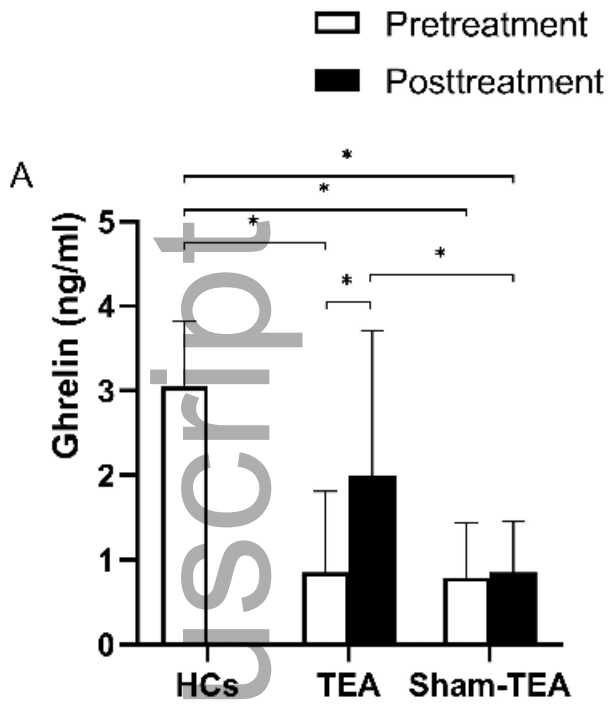 Pretreatment
Posttreatment
A
*
*
*
*
*
Ghrelin (ng/ml)
5
4
3
2
1
0
HCs TEA Sham-TEA
uscript